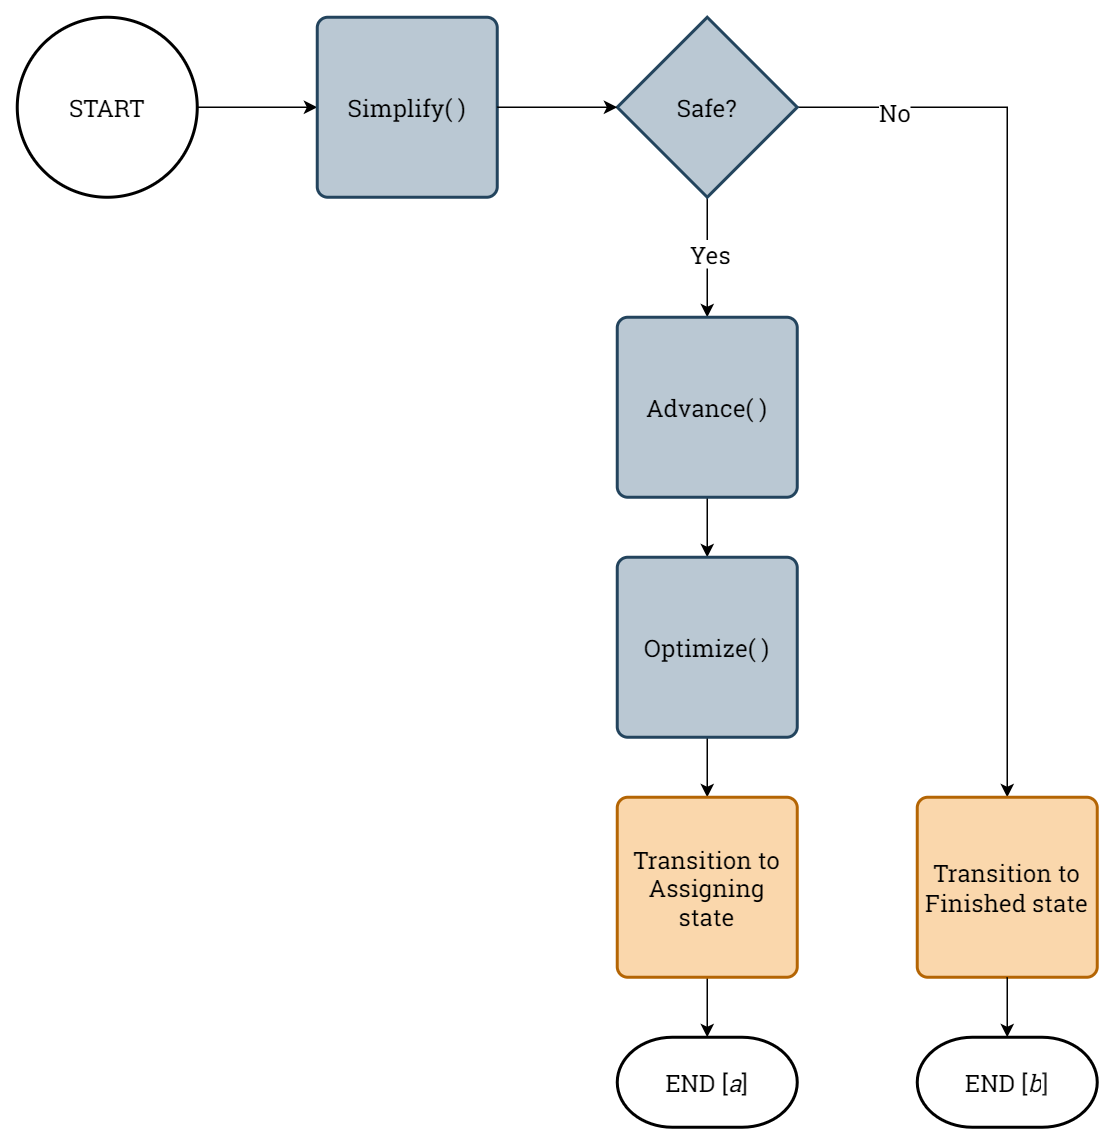 START
Simplify( )
Safe?
No
Yes
Advance( )
Optimize( )
Transition to
Assigning
state
Transition to
Finished state
END [a]
END [b]